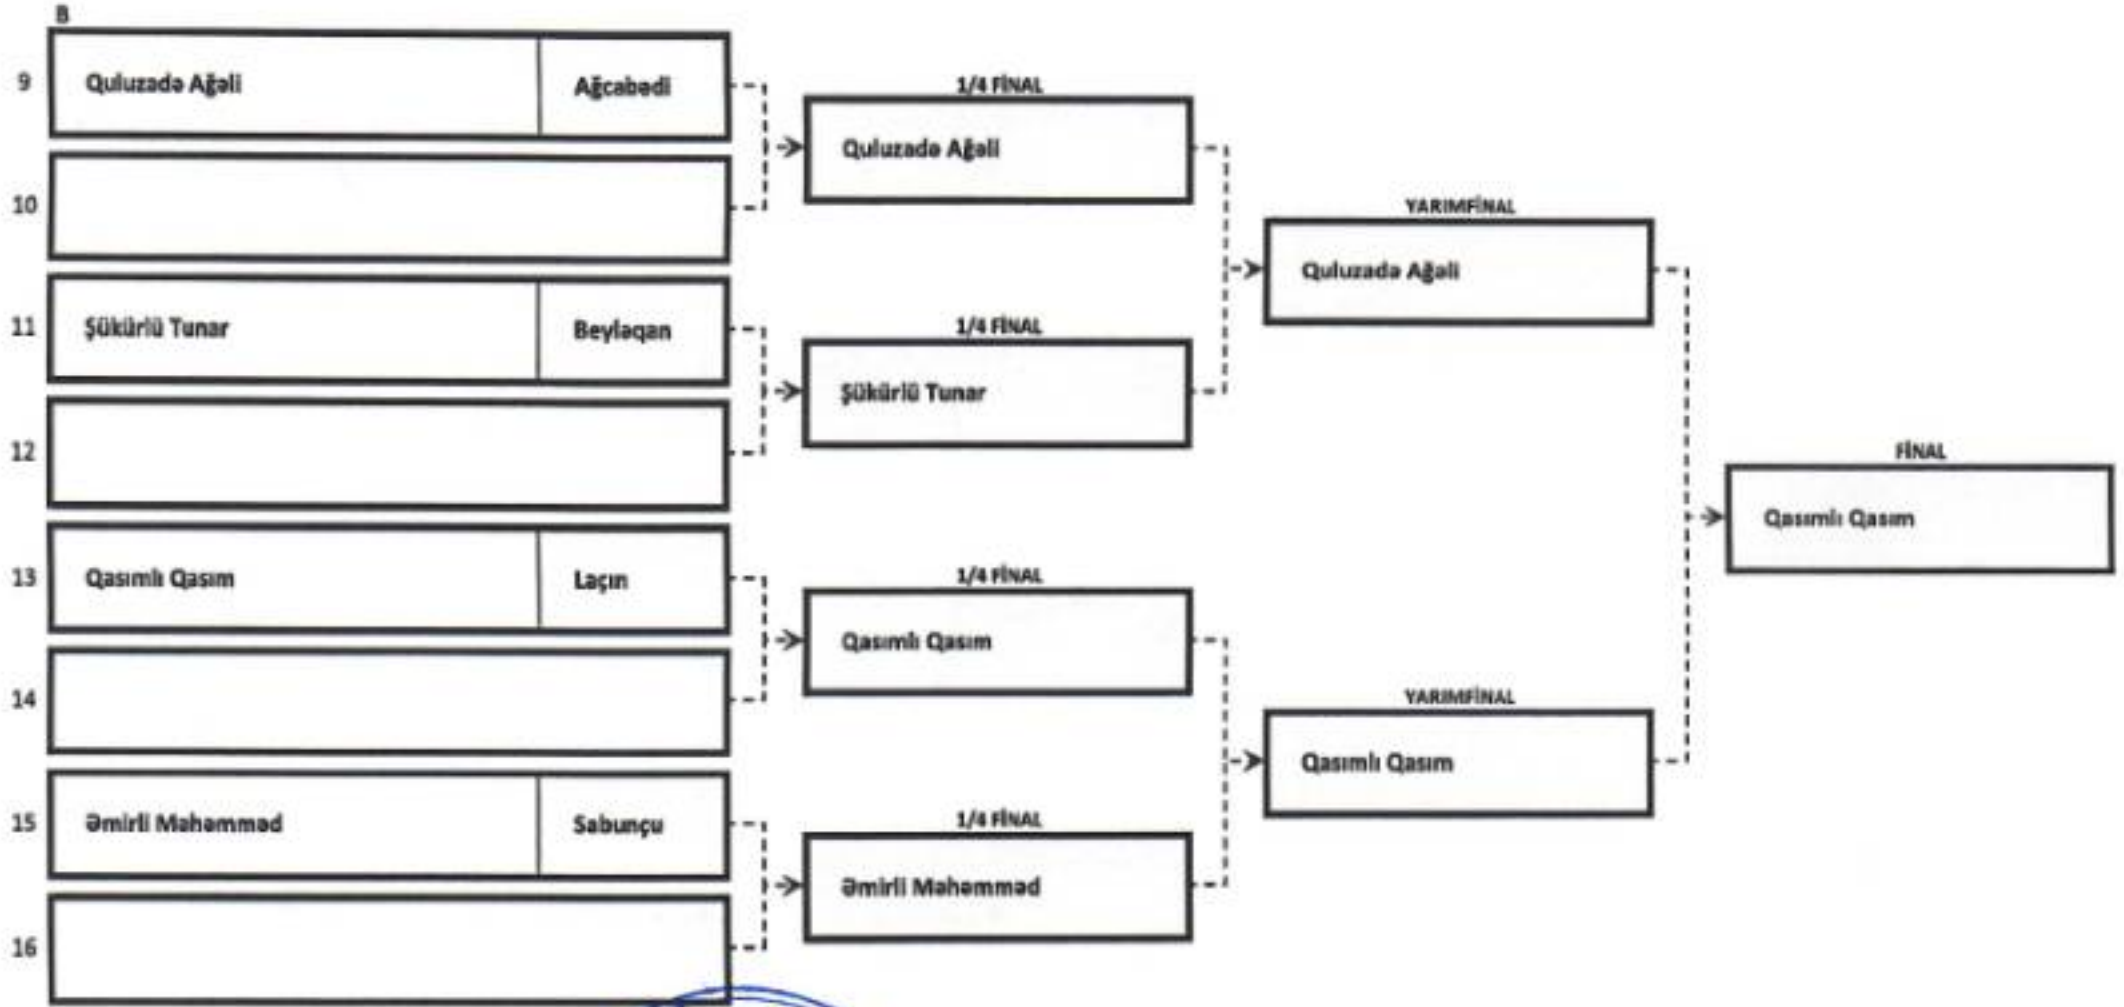 B
9 Quluzadə Ağəli Ağcabədi
10
11 Şükürlü Tunar Beyləqan
12
13 Qasımlı Qasım Laçın
14
15 Əmirli Məhəmməd Sabunçu
16
1/4 FİNAL
Quluzadə Ağəli
1/4 FİNAL
Şükürlü Tunar
1/4 FİNAL
Qasımlı Qasım
1/4 FİNAL
Əmirli Məhəmməd
YARIMFİNAL
Quluzadə Ağəli
YARIMFİNAL
Qasımlı Qasım
FİNAL
Qasımlı Qasım